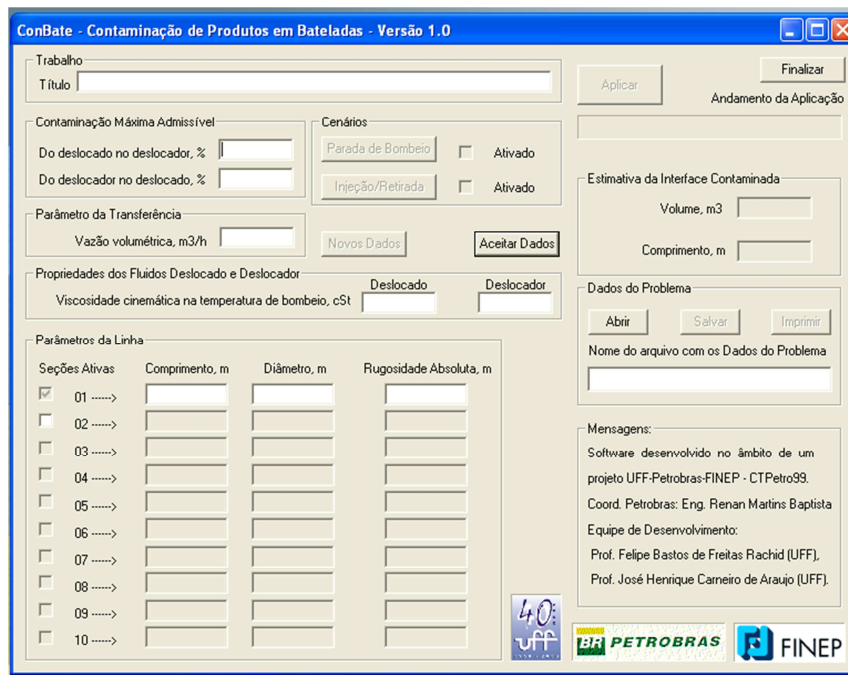 ConBate - Contaminação de Produtos em Bateladas - Versão 1.0
Trabalho
Título
Aplicar
Finalizar
Andamento da Aplicação
Contaminação Máxima Admissível
Do deslocado no deslocador, %
Do deslocador no deslocado, %
Cenários
Parada de Bombeio Ativado
Injeção/Retirada Ativado
Estimativa da Interface Contaminada
Volume, m3
Comprimento, m
Parâmetro da Transferência
Vazão volumétrica, m3/h
Novos Dados
Aceitar Dados
Propriedades dos Fluidos Deslocado e Deslocador
Deslocado Deslocador
Viscosidade cinemática na temperatura de bombeio, cSt
Dados do Problema
Abrir Salvar Imprimir
Nome do arquivo com os Dados do Problema
Parâmetros da Linha
Seções Ativas Comprimento, m Diâmetro, m Rugosidade Absoluta, m
01 ------>
02 ------>
03 ------>
04 ------>
05 ------>
06 ------>
07 ------>
08 ------>
09 ------>
10 ------>
Mensagens:
Software desenvolvido no âmbito de um
projeto UFF-Petrobras-FINEP - CTPetro99.
Coord. Petrobras: Eng. Renan Martins Baptista
Equipe de Desenvolvimento:
Prof. Felipe Bastos de Freitas Rachid (UFF),
Prof. José Henrique Carneiro de Araujo (UFF).
40
uff
BR PETROBRAS
FINEP